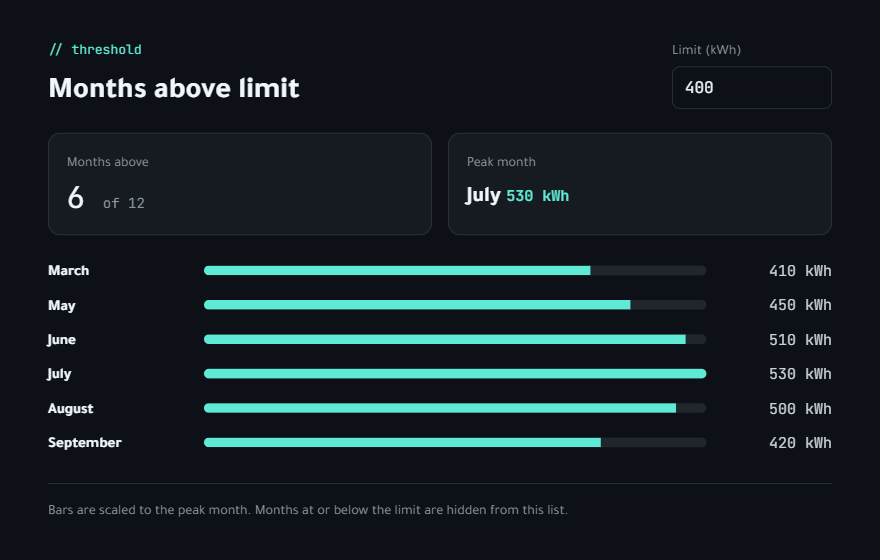 // threshold
Months above limit
Limit (kWh)
400
Months above
6 of 12
Peak month
July 530 kWh
March 410 kWh
May 450 kWh
June 510 kWh
July 530 kWh
August 500 kWh
September 420 kWh
Bars are scaled to the peak month. Months at or below the limit are hidden from this list.